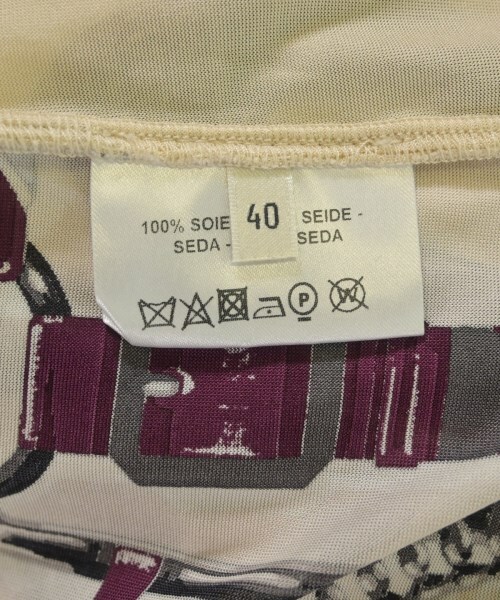 100% SOIE
SEIDE -
SEDA -
SEDA
40
P
W